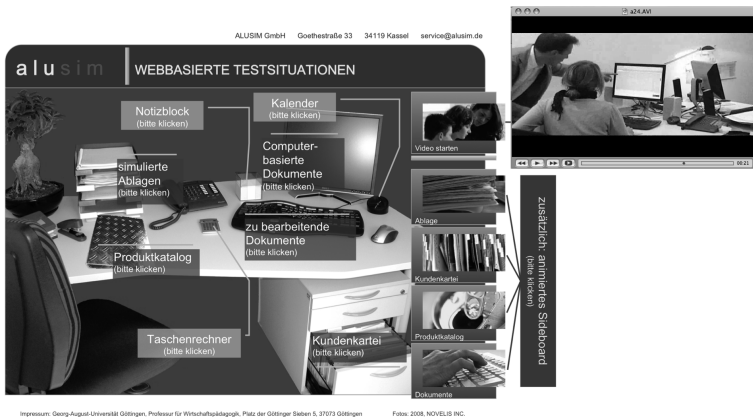 ALUSIM GmbH Goethestraße 33 34119 Kassel service@alusim.de
a24.AVI
alusim
WEBBASIERTE TESTSITUATIONEN
Notizblock
(bitte klicken)
Kalender
(bitte klicken)
simulierte
Ablagen
(bitte klicken)
Computer-
basierte
Dokumente
(bitte klicken)
zu bearbeitende
Dokumente
(bitte klicken)
Produktkatalog
(bitte klicken)
Taschenrechner
(bitte klicken)
Kundenkartei
(bitte klicken)
Video starten
Ablage
Kundenkartei
Produktkatalog
Dokumente
00:21
zusätzlich: animiertes Sideboard
(bitte klicken)
Impressum: Georg-August-Universität Göttingen, Professur für Wirtschaftspädagogik, Platz der Göttinger Sieben 5, 37073 Göttingen Fotos: 2008, NOVELIS INC.